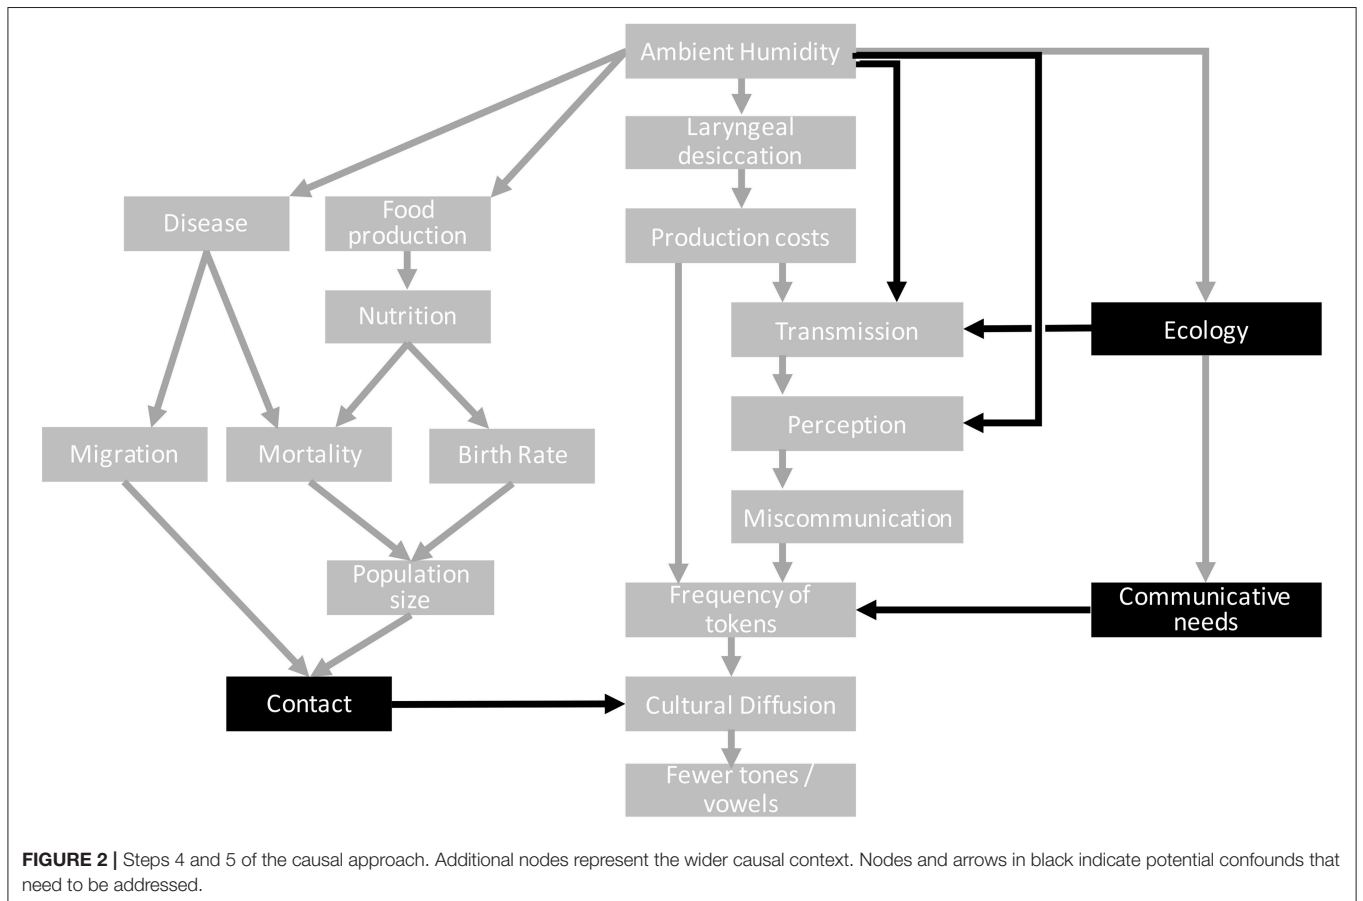 Ambient Humidity
Laryngeal
desiccation
Disease
Food
production
Production costs
Nutrition
Transmission
Ecology
Perception
Migration
Mortality
Birth Rate
Miscommunication
Population
size
Frequency of
tokens
Communicative
needs
Contact
Cultural Diffusion
Fewer tones /
vowels
FIGURE 2 | Steps 4 and 5 of the causal approach. Additional nodes represent the wider causal context. Nodes and arrows in black indicate potential confounds that
need to be addressed.